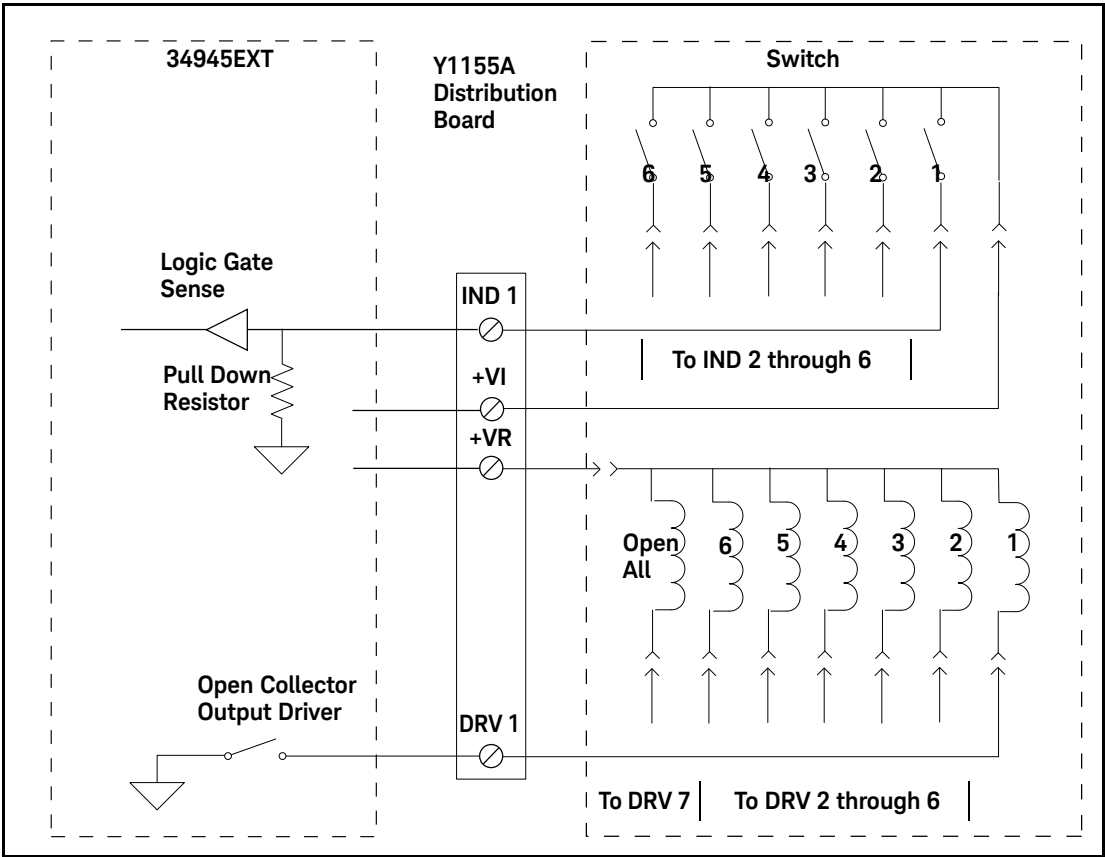 34945EXT
Y1155A
Distribution
Board
Switch
6 5 4 3 2 1
Logic Gate
Sense
IND 1
To IND 2 through 6
Pull Down
Resistor
+VI
+VR
Open
All
6 5 4 3 2 1
Open Collector
Output Driver
DRV 1
To DRV 7
To DRV 2 through 6